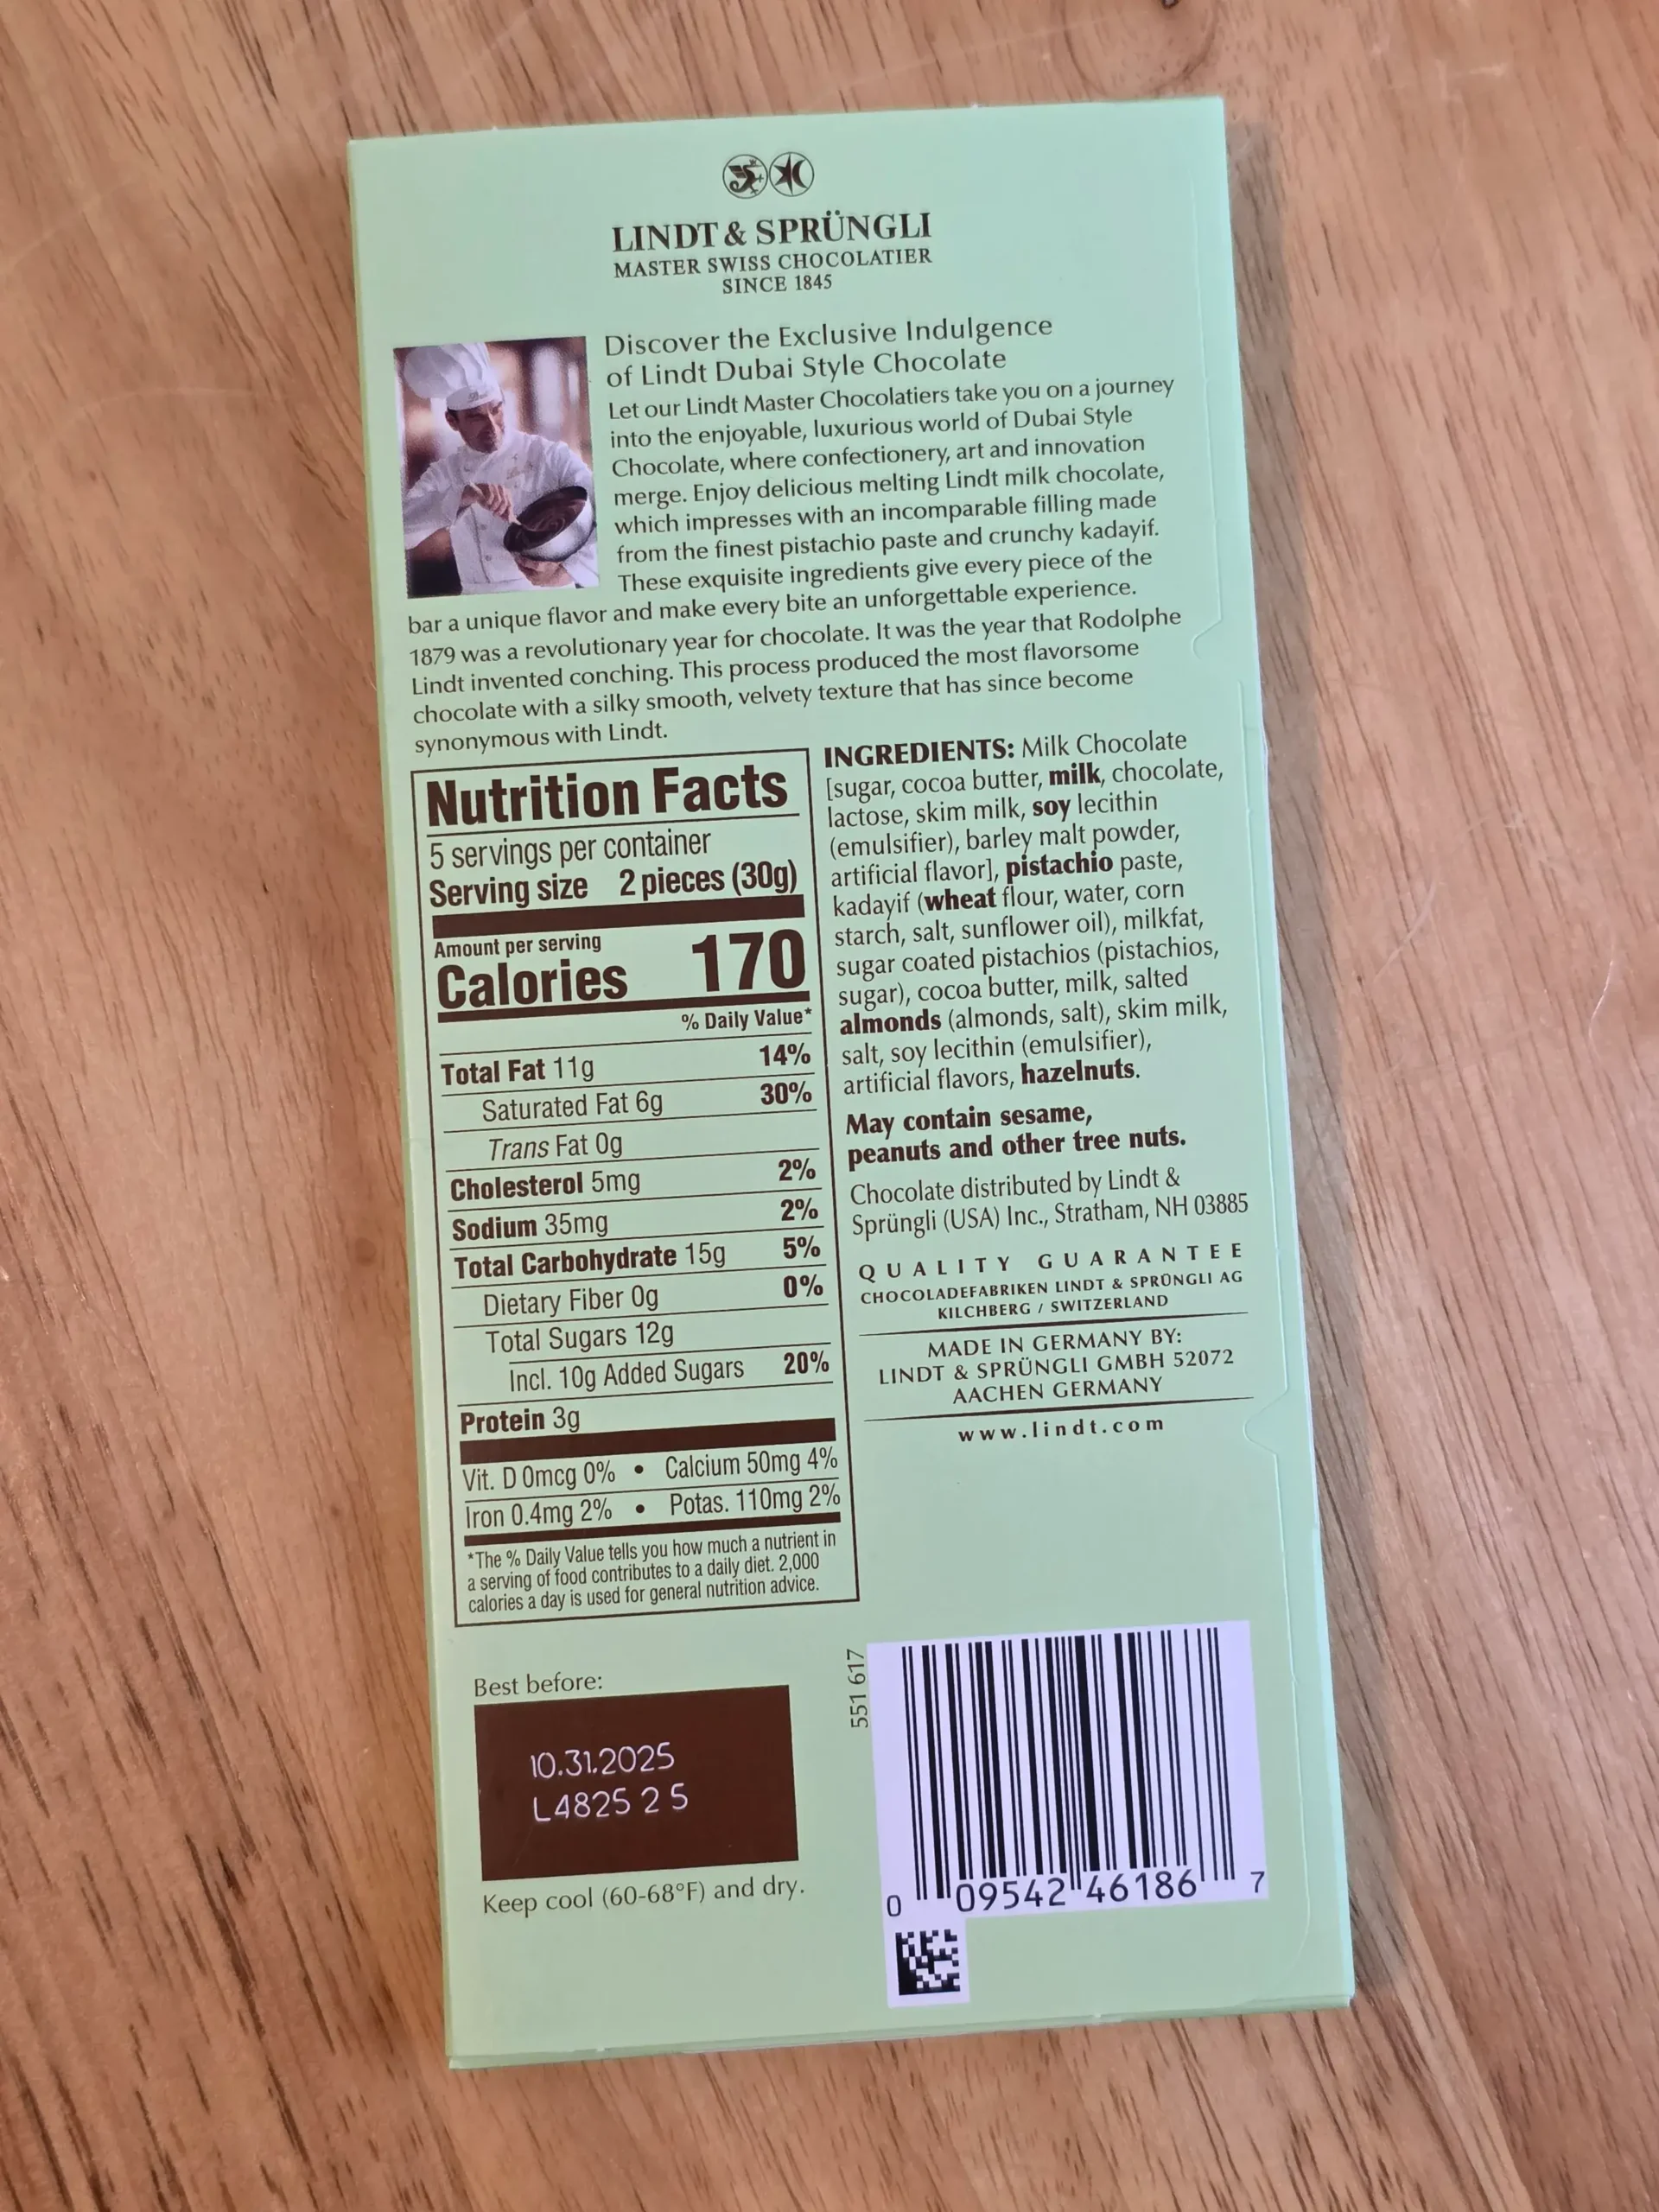 LINDT & SPRÜNGLI
MASTER SWISS CHOCOLATIER
SINCE 1845
Discover the Exclusive Indulgence
of Lindt Dubai Style Chocolate
Let our Lindt Master Chocolatiers take you on a journey
into the enjoyable, luxurious world of Dubai Style
Chocolate, where confectionery, art and innovation
merge. Enjoy delicious melting Lindt milk chocolate,
which impresses with an incomparable filling made
from the finest pistachio paste and crunchy kadayif.
These exquisite ingredients give every piece of the
bar a unique flavor and make every bite an unforgettable experience.
1879 was a revolutionary year for chocolate. It was the year that Rodolphe
Lindt invented conching. This process produced the most flavorsome
chocolate with a silky smooth, velvety texture that has since become
synonymous with Lindt.
Nutrition Facts
5 servings per container
Serving size 2 pieces (30g)
Amount per serving
Calories 170
% Daily Value*
Total Fat 11g 14%
Saturated Fat 6g 30%
Trans Fat 0g
Cholesterol 5mg 2%
Sodium 35mg 2%
Total Carbohydrate 15g 5%
Dietary Fiber 0g 0%
Total Sugars 12g
Incl. 10g Added Sugars 20%
Protein 3g
Vit. D 0mcg 0% • Calcium 50mg 4%
Iron 0.4mg 2% • Potas. 110mg 2%
*The % Daily Value tells you how much a nutrient in
a serving of food contributes to a daily diet. 2,000
calories a day is used for general nutrition advice.
INGREDIENTS: Milk Chocolate
[sugar, cocoa butter, milk, chocolate,
lactose, skim milk, soy lecithin
(emulsifier), barley malt powder,
artificial flavor], pistachio paste,
kadayif (wheat flour, water, corn
starch, salt, sunflower oil), milkfat,
sugar coated pistachios (pistachios,
sugar), cocoa butter, milk, salted
almonds (almonds, salt), skim milk,
salt, soy lecithin (emulsifier),
artificial flavors, hazelnuts.
May contain sesame,
peanuts and other tree nuts.
Chocolate distributed by Lindt &
Sprüngli (USA) Inc., Stratham, NH 03885
QUALITY GUARANTEE
CHOCOLADEFABRIKEN LINDT & SPRÜNGLI AG
KILCHBERG / SWITZERLAND
MADE IN GERMANY BY:
LINDT & SPRÜNGLI GMBH 52072
AACHEN GERMANY
www.lindt.com
Best before:
10.31.2025
L4825 2 5
Keep cool (60-68°F) and dry.
551 617
0 09542 46186 7